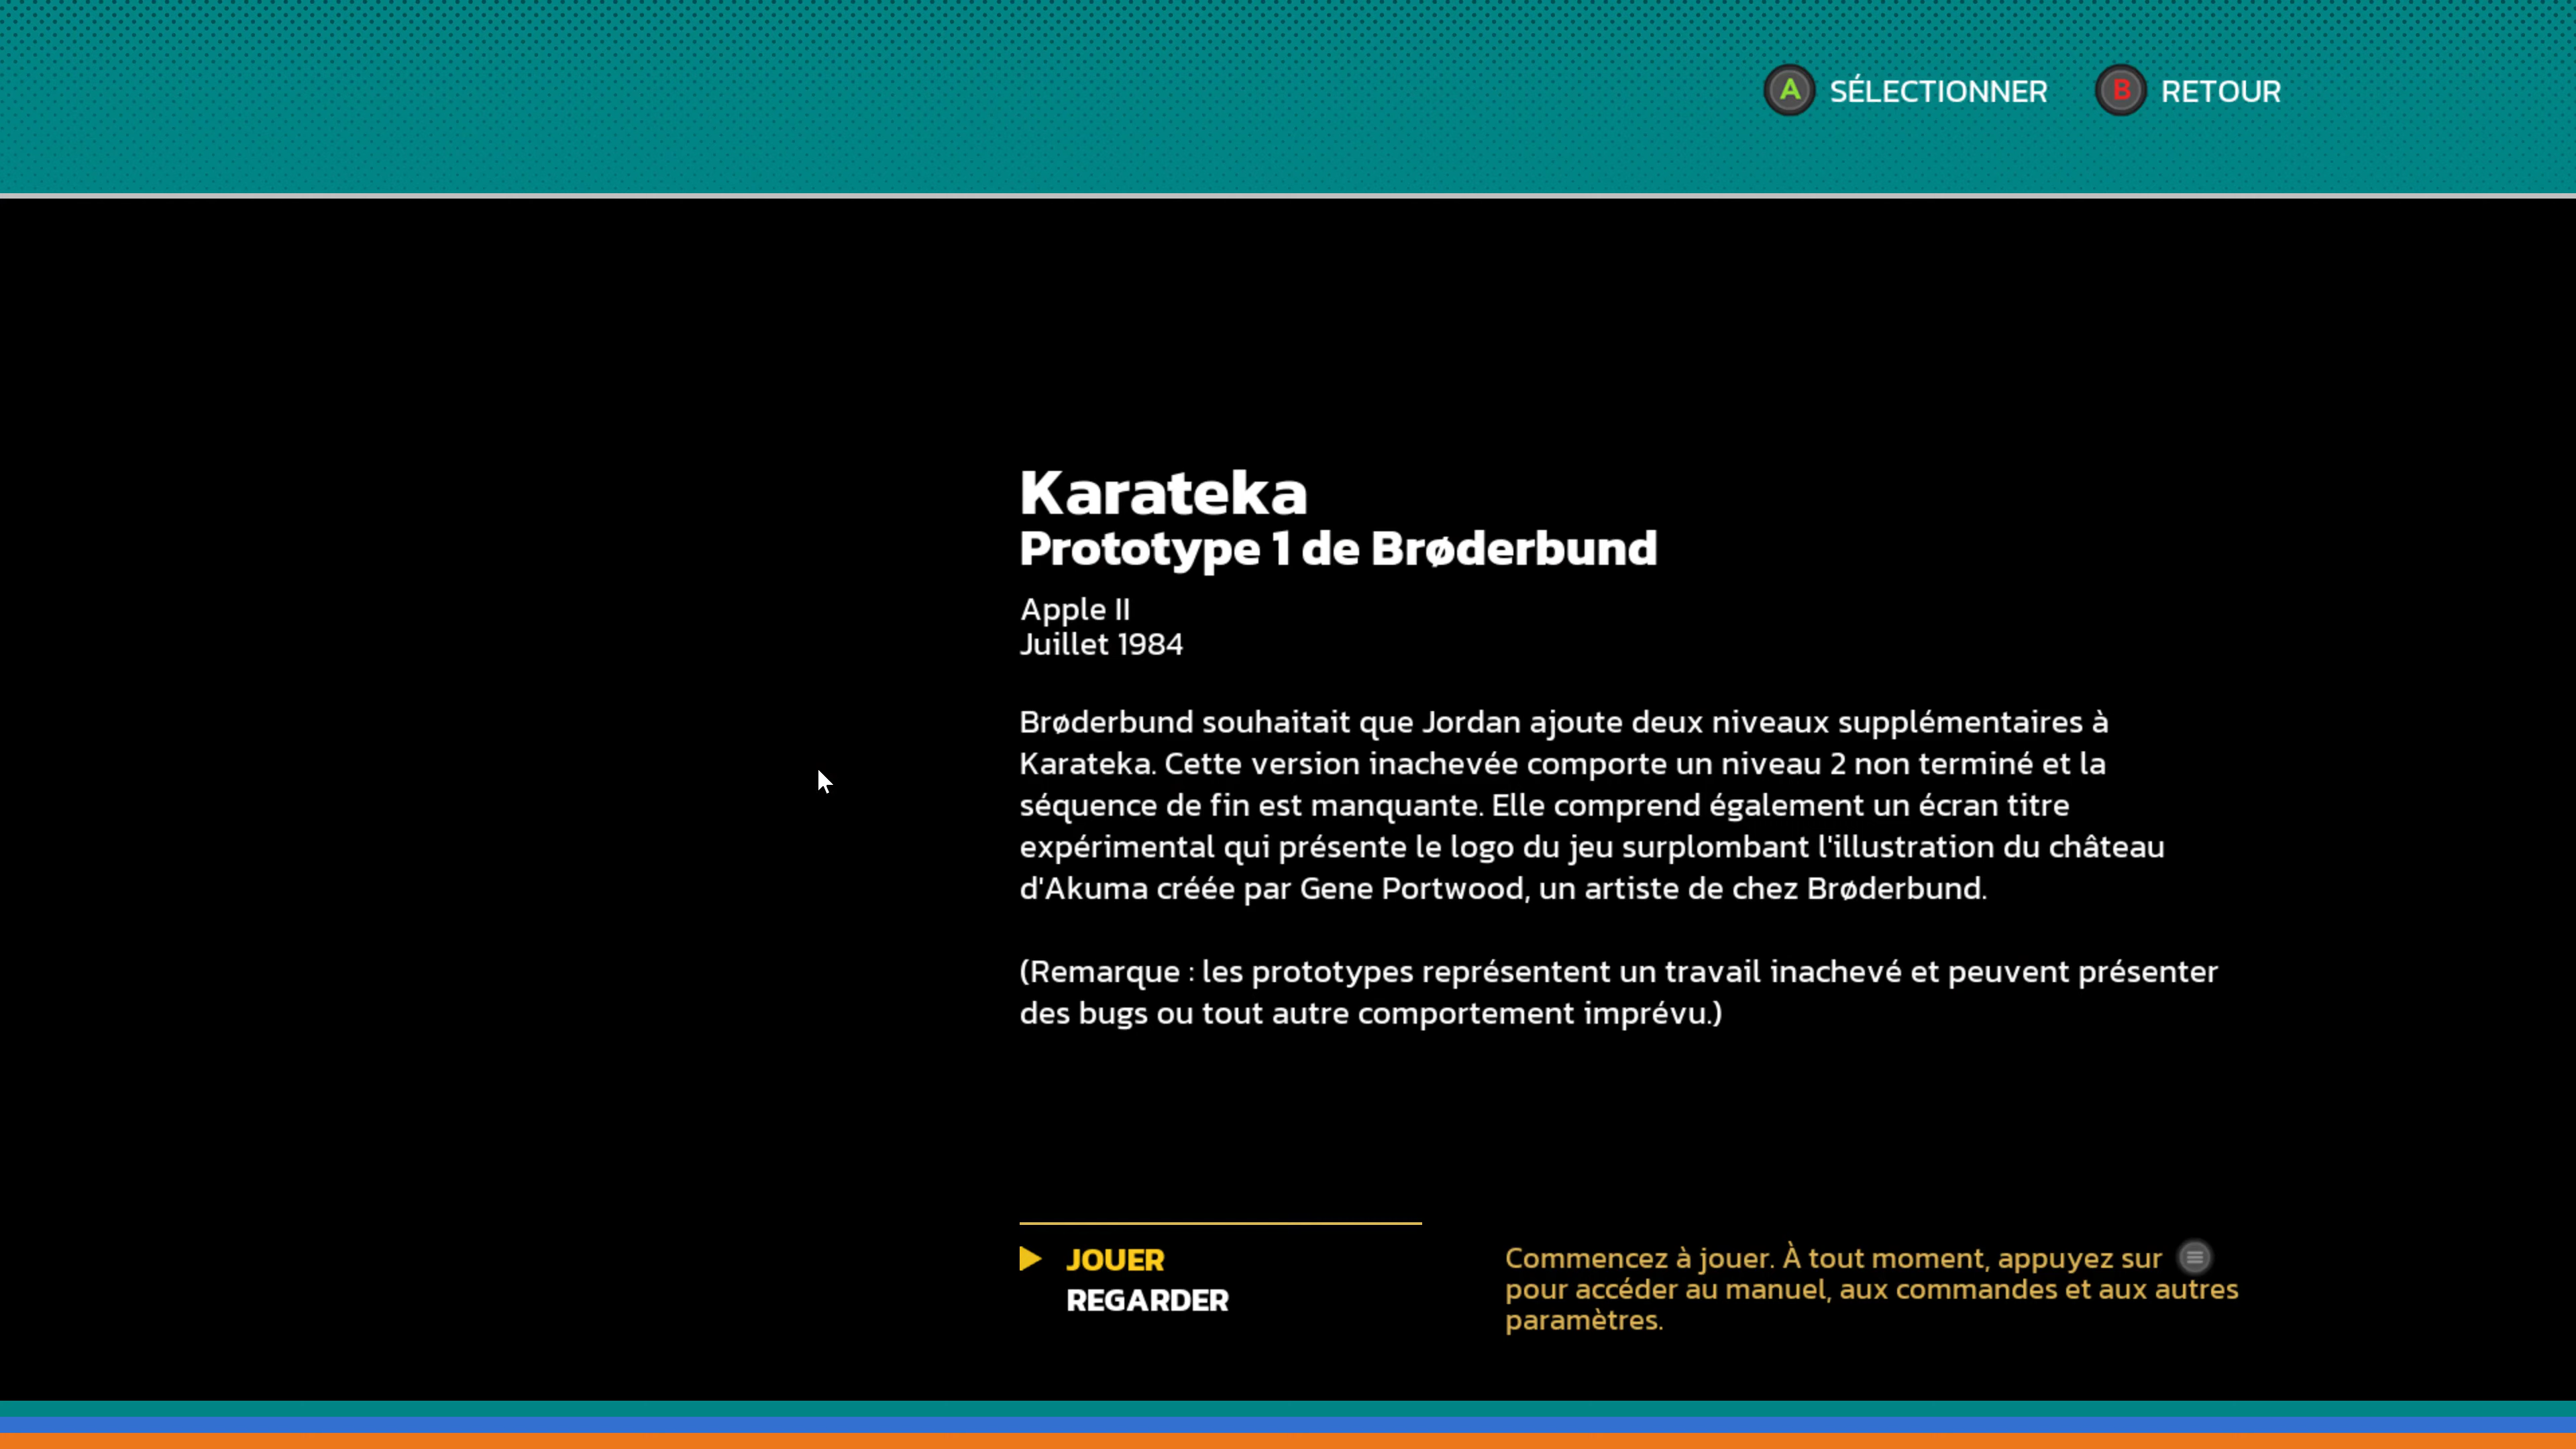 A SÉLECTIONNER B RETOUR
Karateka
Prototype 1 de Brøderbund
Apple II
Juillet 1984
Brøderbund souhaitait que Jordan ajoute deux niveaux supplémentaires à
Karateka. Cette version inachevée comporte un niveau 2 non terminé et la
séquence de fin est manquante. Elle comprend également un écran titre
expérimental qui présente le logo du jeu surplombant l'illustration du château
d'Akuma créée par Gene Portwood, un artiste de chez Brøderbund.
(Remarque : les prototypes représentent un travail inachevé et peuvent présenter
des bugs ou tout autre comportement imprévu.)
JOUER
REGARDER
Commencez à jouer. À tout moment, appuyez sur
pour accéder au manuel, aux commandes et aux autres
paramètres.